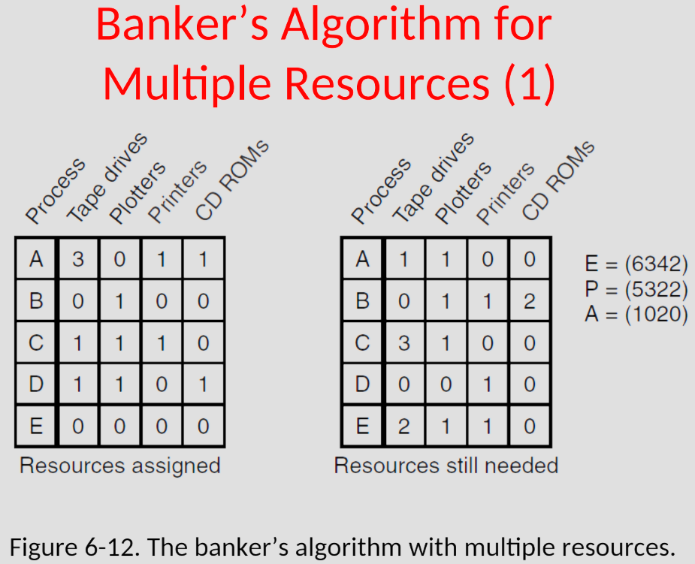 Banker’s Algorithm for
Multiple Resources (1)
Process Tape drives Plotters Printers CD ROMs
A 3 0 1 1
B 0 1 0 0
C 1 1 1 0
D 1 1 0 1
E 0 0 0 0
Resources assigned
Process Tape drives Plotters Printers CD ROMs
A 1 1 0 0
B 0 1 1 2
C 3 1 0 0
D 0 0 1 0
E 2 1 1 0
Resources still needed
E = (6342)
P = (5322)
A = (1020)
Figure 6-12. The banker’s algorithm with multiple resources.